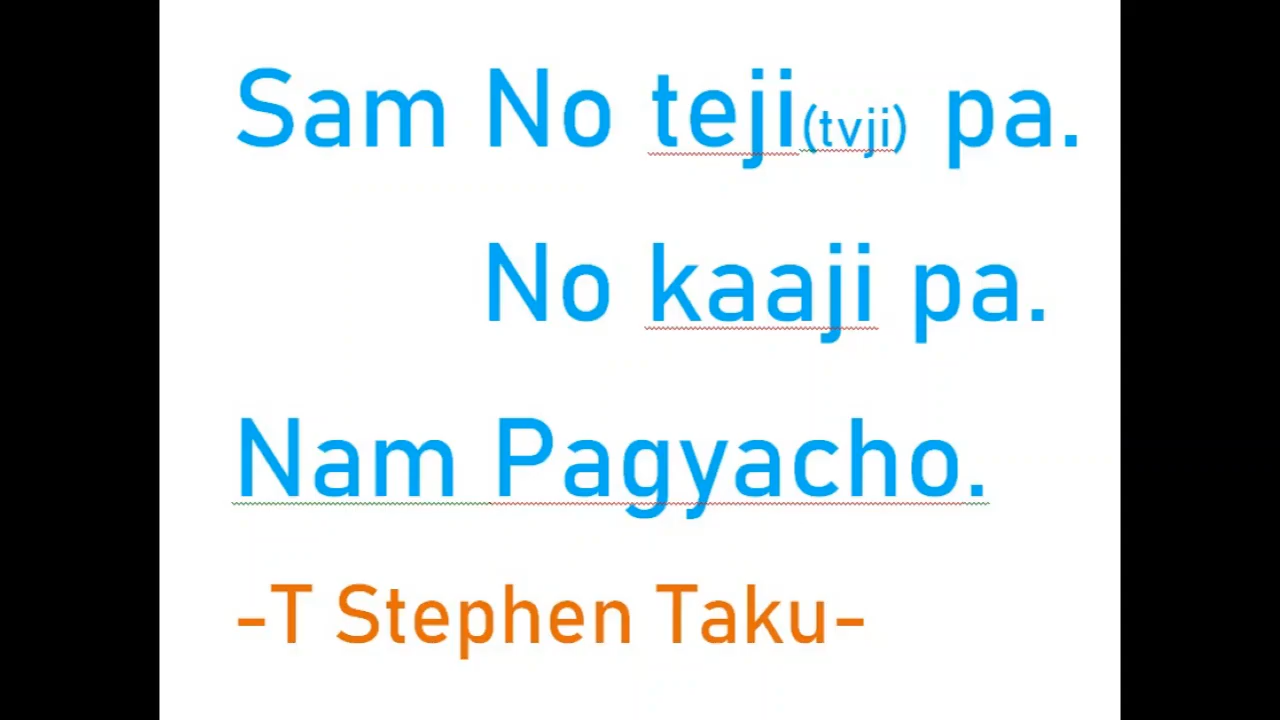 Sam No teji(tvji) pa.
No kaaji pa.
Nam Pagyacho.
-T Stephen Taku-